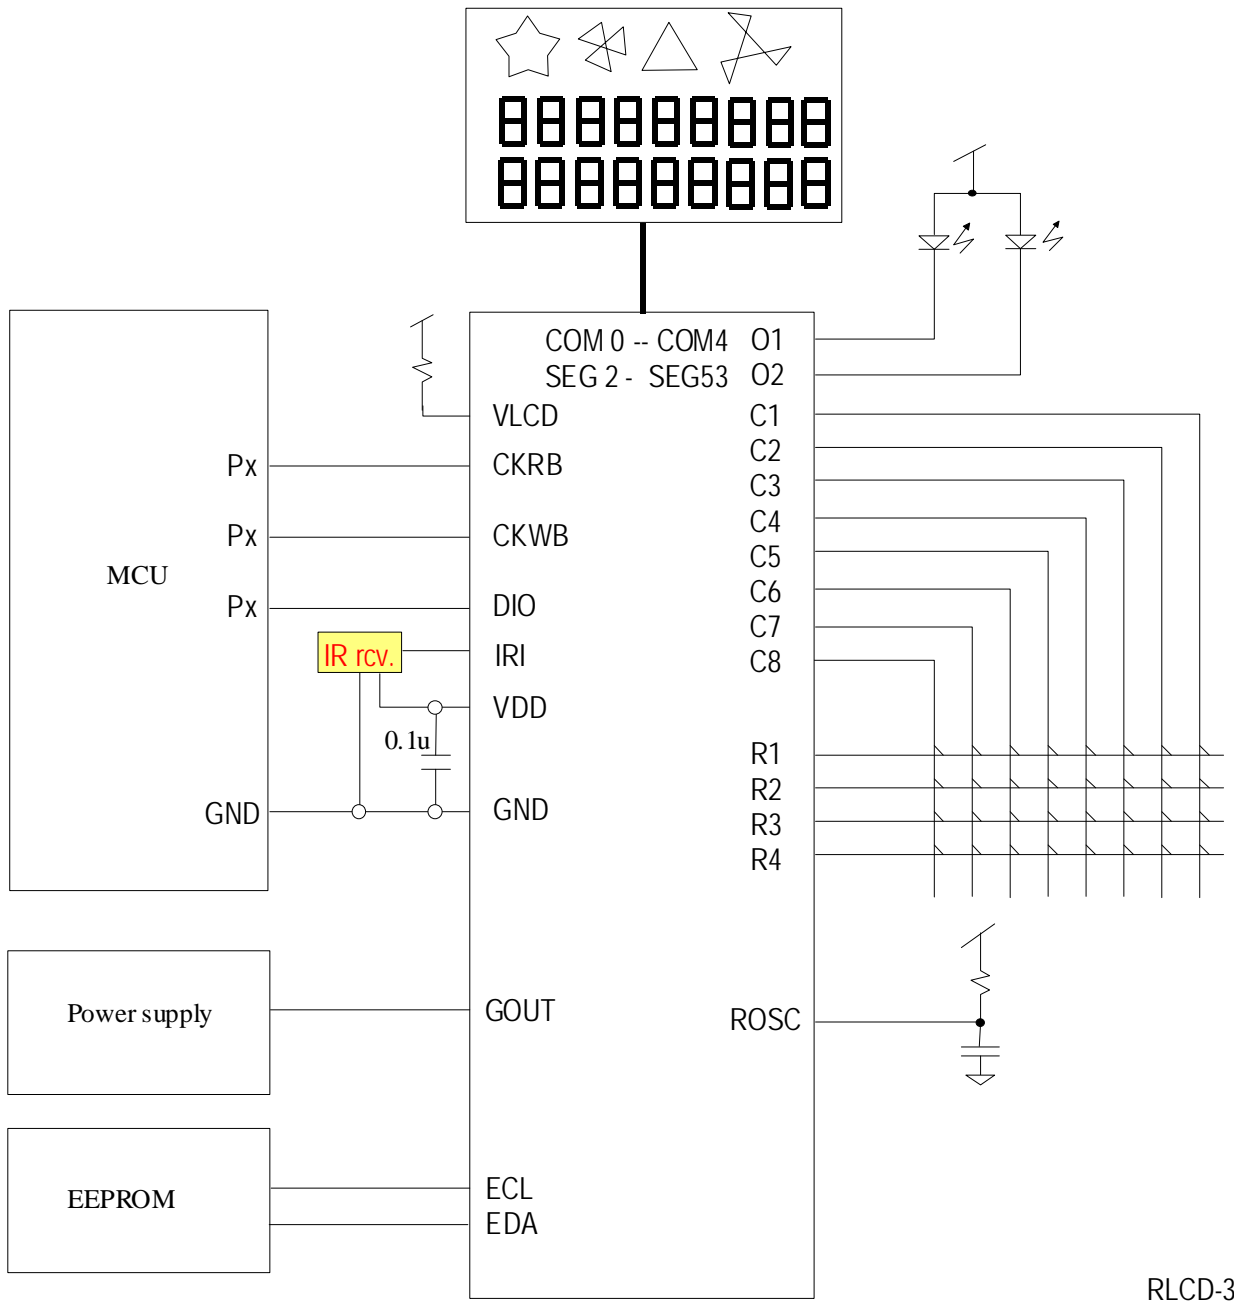 COM 0 -- COM4 O1
SEG 2 - SEG53 O2
VLCD C1
C2
Px CKRB
C3
C4
Px CKWB
C5
MCU
C6
Px DIO
C7
IR rcv. IRI
C8
VDD
0.1u
R1
R2
GND GND
R3
R4
Power supply GOUT
ROSC
ECL
EEPROM
EDA
RLCD-3